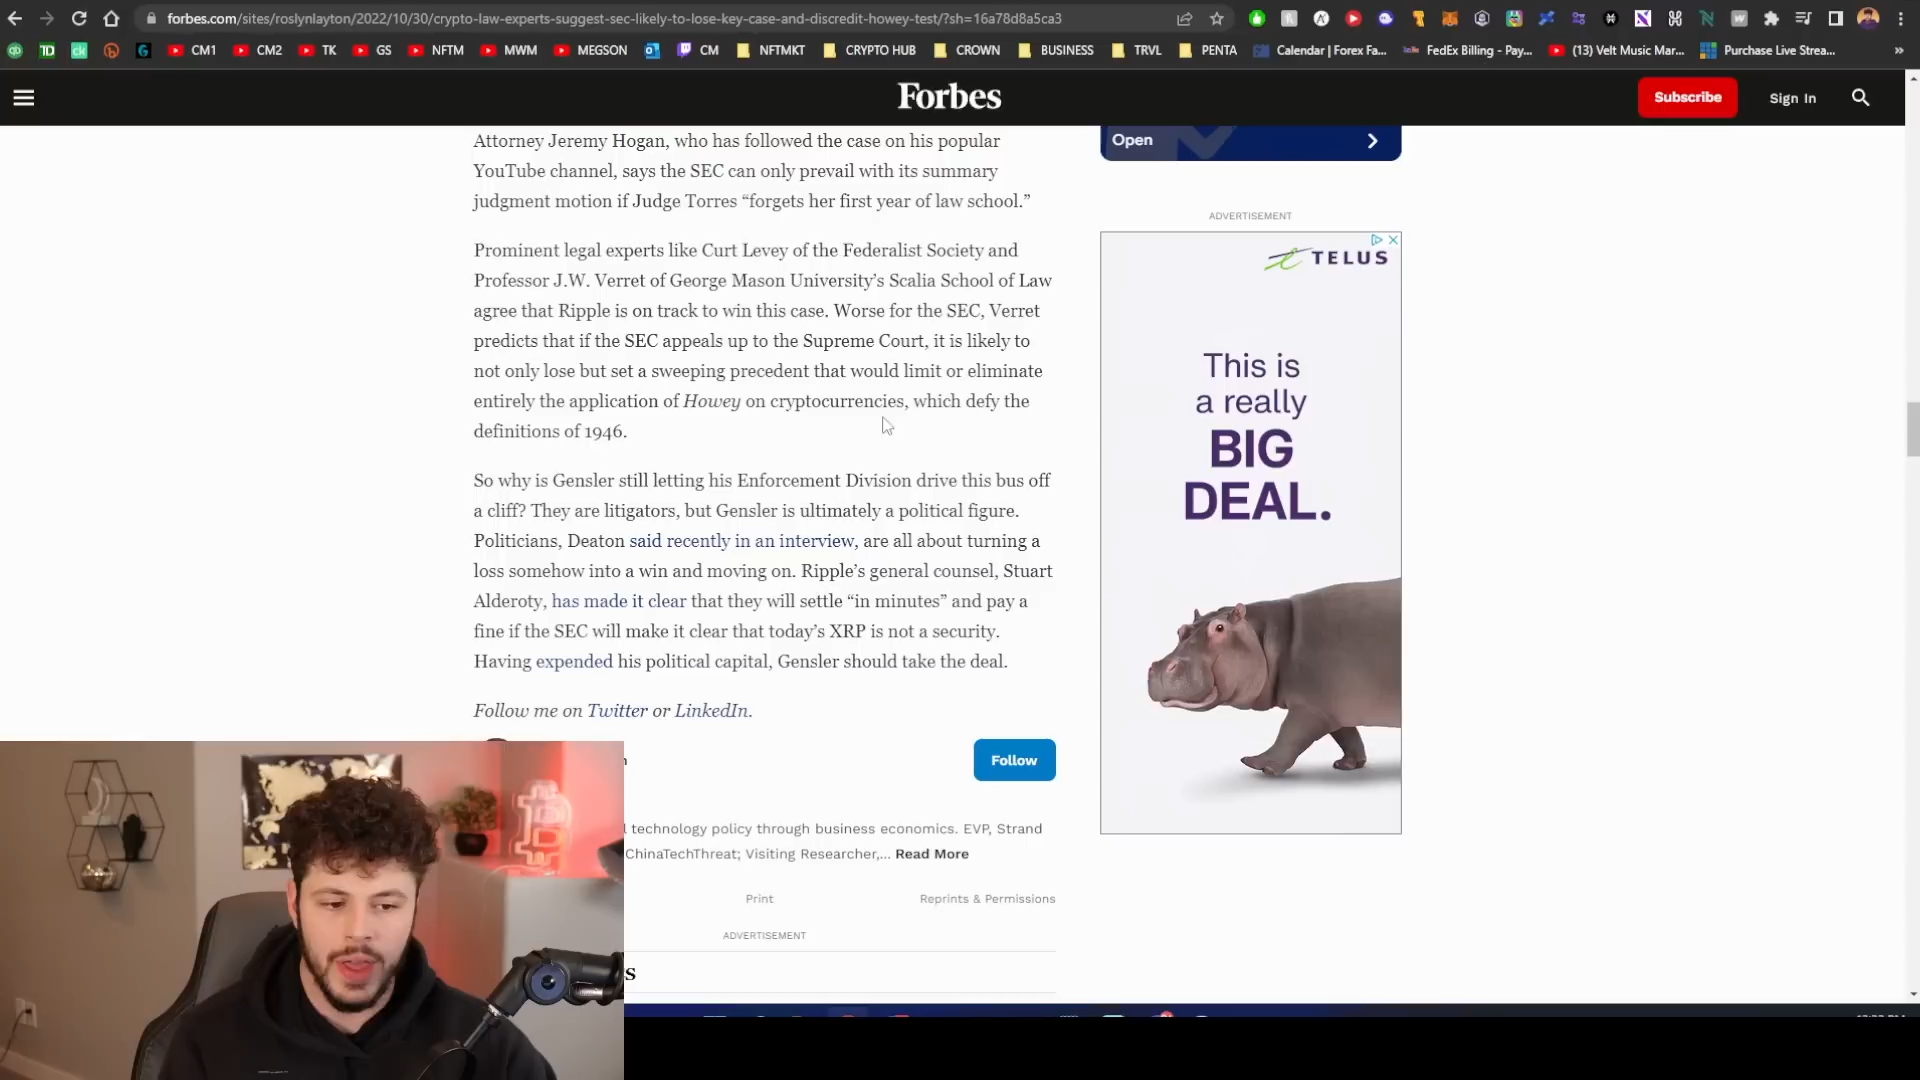 forbes.com/sites/roslynlayton/2022/10/30/crypto-law-experts-suggest-sec-likely-to-lose-key-case-and-discredit-howey-test/?sh=16a78d8a5ca3
CM1 CM2 TK GS NFTM MWM MEGSON CM NFTMKT CRYPTO HUB CROWN BUSINESS TRVL PENTA Calendar | Forex Fa... FedEx Billing - Pay... (13) Velt Music Mar... Purchase Live Strea... »
Forbes
Subscribe
Sign In
Attorney Jeremy Hogan, who has followed the case on his popular
YouTube channel, says the SEC can only prevail with its summary
judgment motion if Judge Torres “forgets her first year of law school.”
Prominent legal experts like Curt Levey of the Federalist Society and
Professor J.W. Verret of George Mason University’s Scalia School of Law
agree that Ripple is on track to win this case. Worse for the SEC, Verret
predicts that if the SEC appeals up to the Supreme Court, it is likely to
not only lose but set a sweeping precedent that would limit or eliminate
entirely the application of Howey on cryptocurrencies, which defy the
definitions of 1946.
So why is Gensler still letting his Enforcement Division drive this bus off
a cliff? They are litigators, but Gensler is ultimately a political figure.
Politicians, Deaton said recently in an interview, are all about turning a
loss somehow into a win and moving on. Ripple’s general counsel, Stuart
Alderoty, has made it clear that they will settle “in minutes” and pay a
fine if the SEC will make it clear that today’s XRP is not a security.
Having expended his political capital, Gensler should take the deal.
Follow me on Twitter or LinkedIn.
Follow
technology policy through business economics. EVP, Strand
ChinaTechThreat; Visiting Researcher,... Read More
Print
Reprints & Permissions
ADVERTISEMENT
Open
ADVERTISEMENT
TELUS
This is
a really
BIG
DEAL.